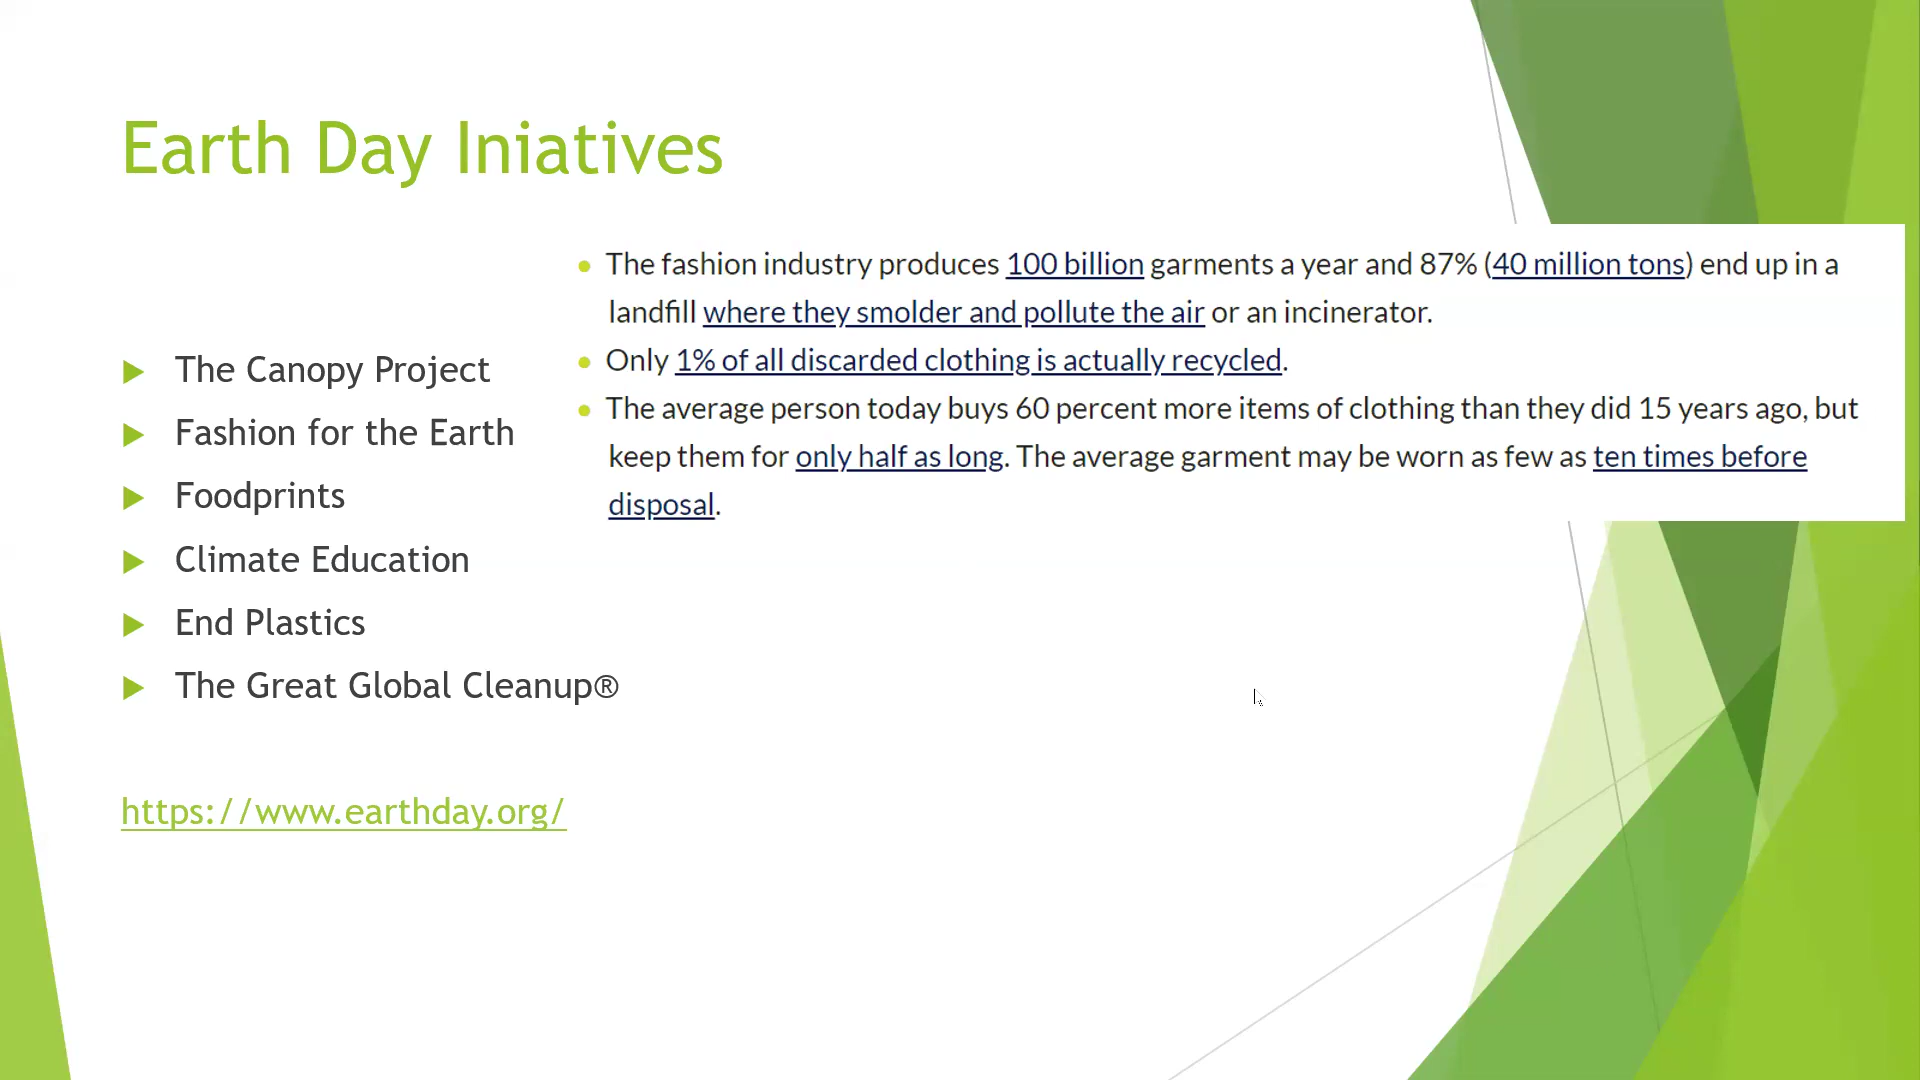 Earth Day Iniatives
The Canopy Project
Fashion for the Earth
Foodprints
Climate Education
End Plastics
The Great Global Cleanup®
https://www.earthday.org/
The fashion industry produces 100 billion garments a year and 87% (40 million tons) end up in a
landfill where they smolder and pollute the air or an incinerator.
Only 1% of all discarded clothing is actually recycled.
The average person today buys 60 percent more items of clothing than they did 15 years ago, but
keep them for only half as long. The average garment may be worn as few as ten times before
disposal.